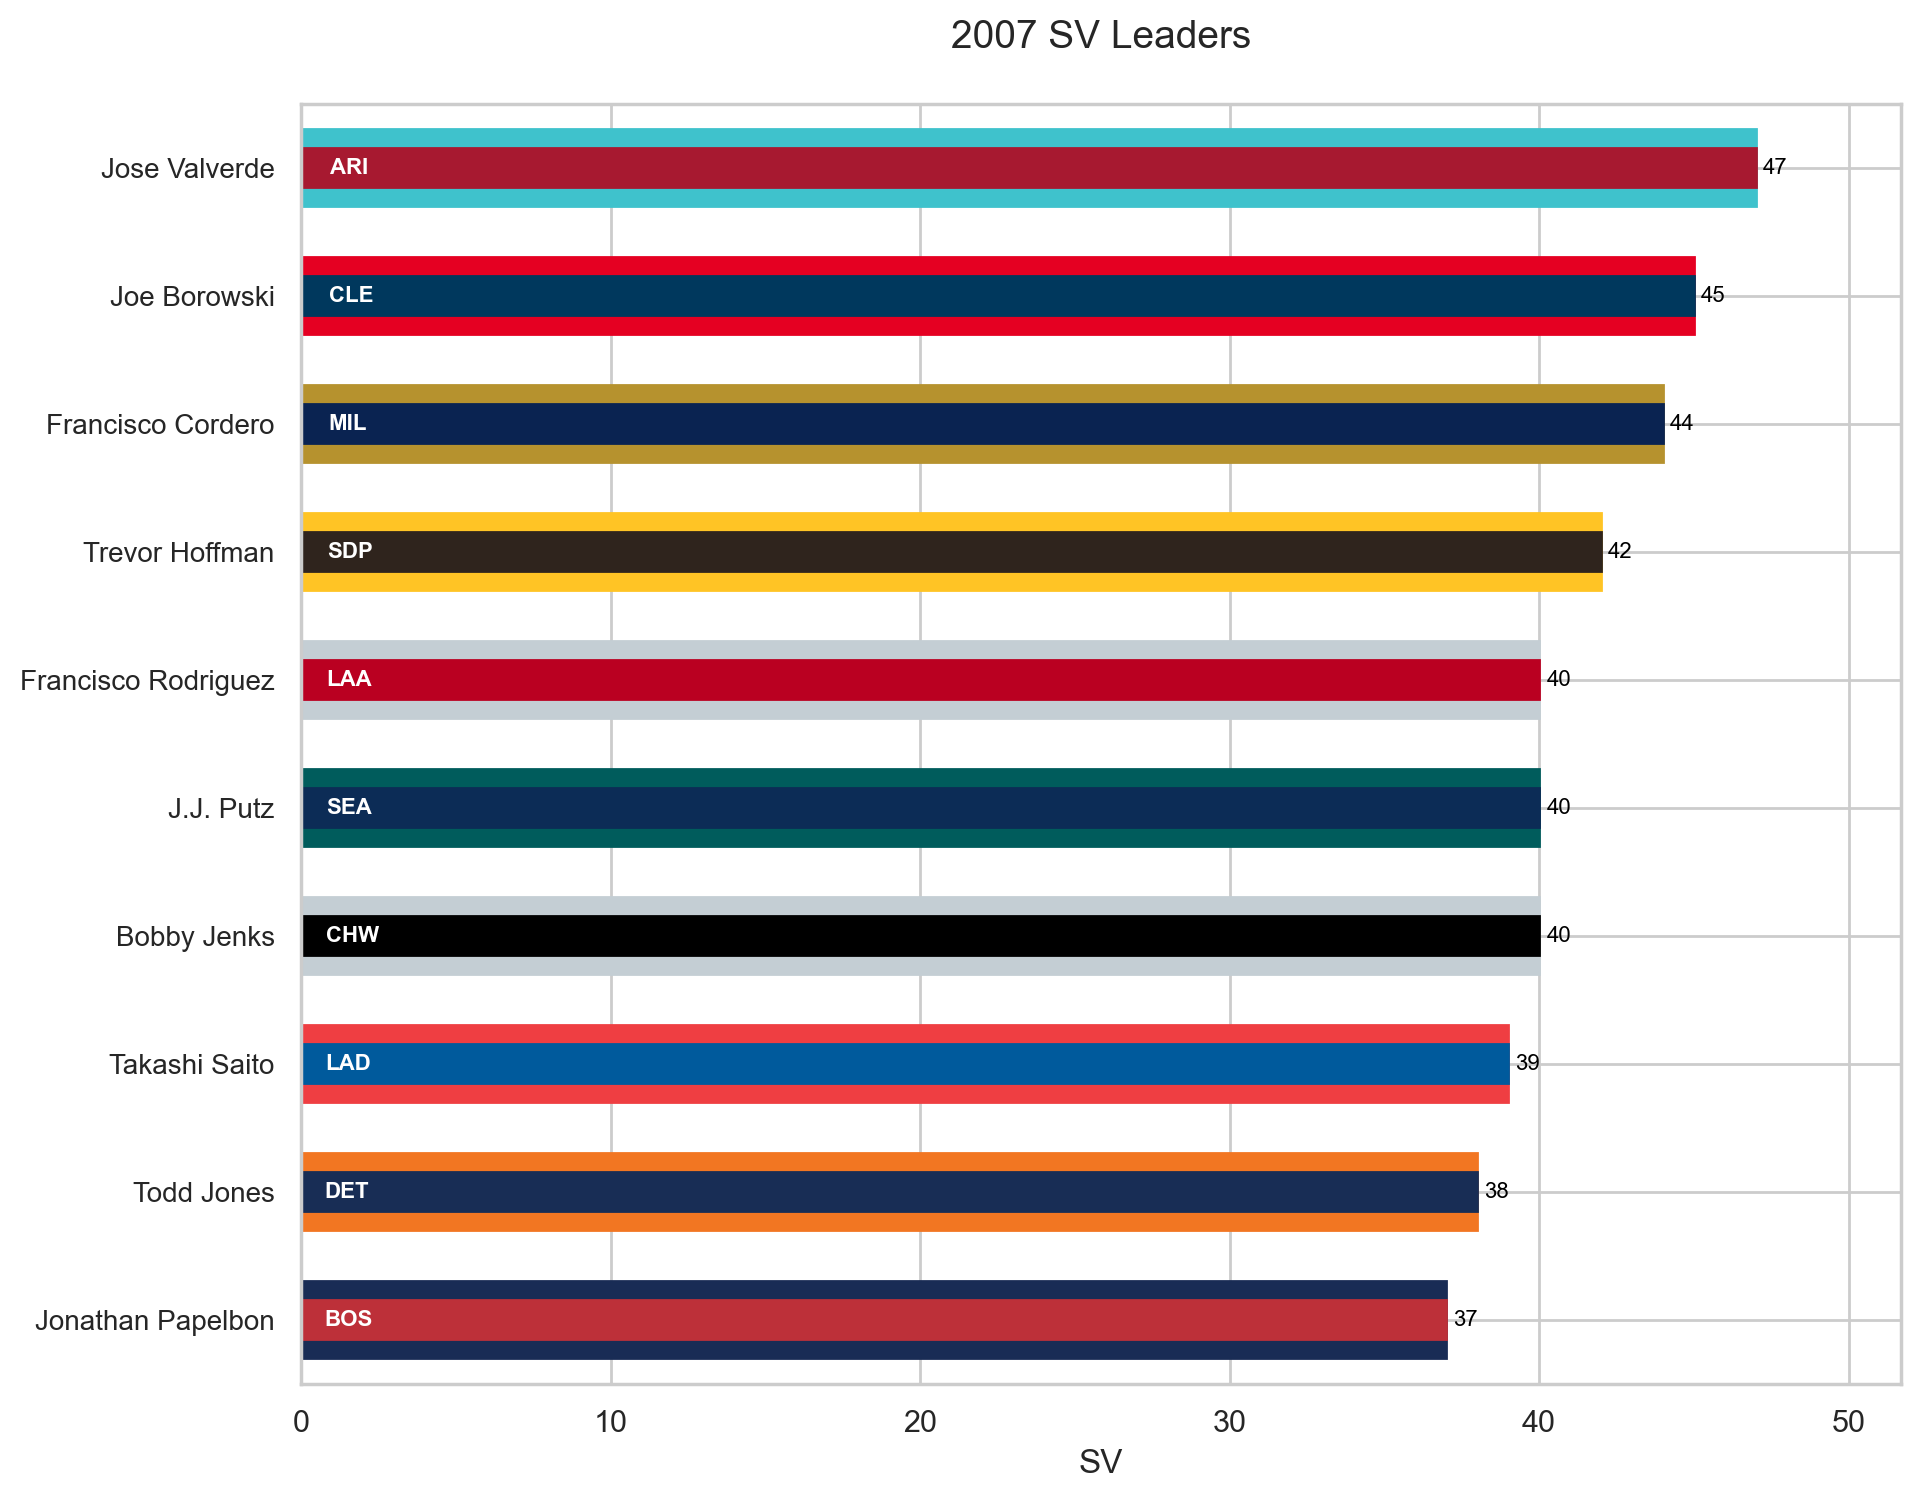 2007 SV Leaders
Jose Valverde ARI 47
Joe Borowski CLE 45
Francisco Cordero MIL 44
Trevor Hoffman SDP 42
Francisco Rodriguez LAA 40
J.J. Putz SEA 40
Bobby Jenks CHW 40
Takashi Saito LAD 39
Todd Jones DET 38
Jonathan Papelbon BOS 37
0 10 20 30 40 50
SV